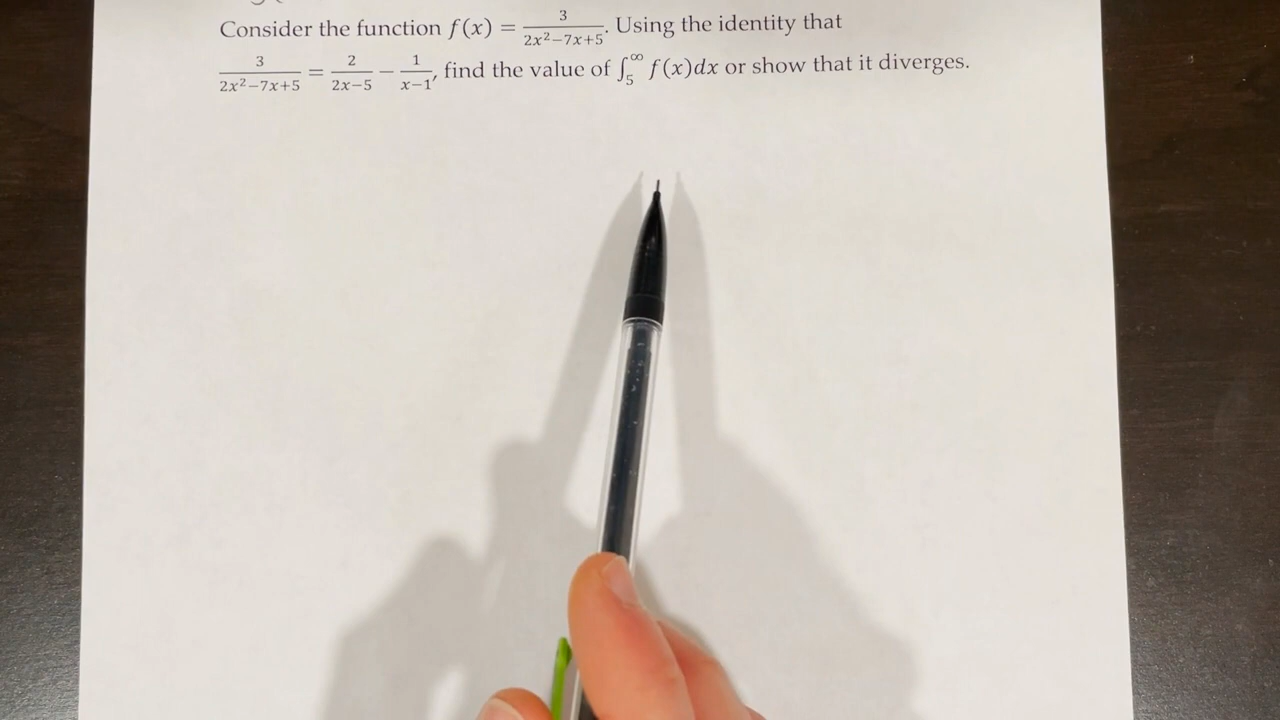 Consider the function f(x) = 3/(2x²−7x+5). Using the identity that
3/(2x²−7x+5) = 2/(2x−5) − 1/(x−1), find the value of ∫₅^∞ f(x)dx or show that it diverges.